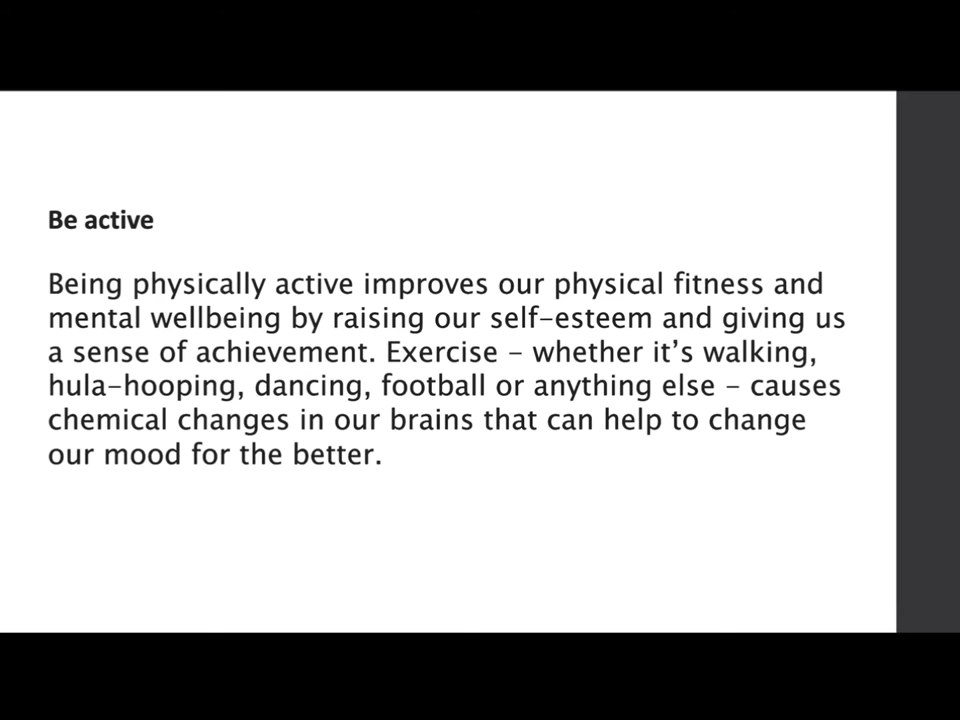 Be active
Being physically active improves our physical fitness and
mental wellbeing by raising our self-esteem and giving us
a sense of achievement. Exercise – whether it’s walking,
hula-hooping, dancing, football or anything else – causes
chemical changes in our brains that can help to change
our mood for the better.